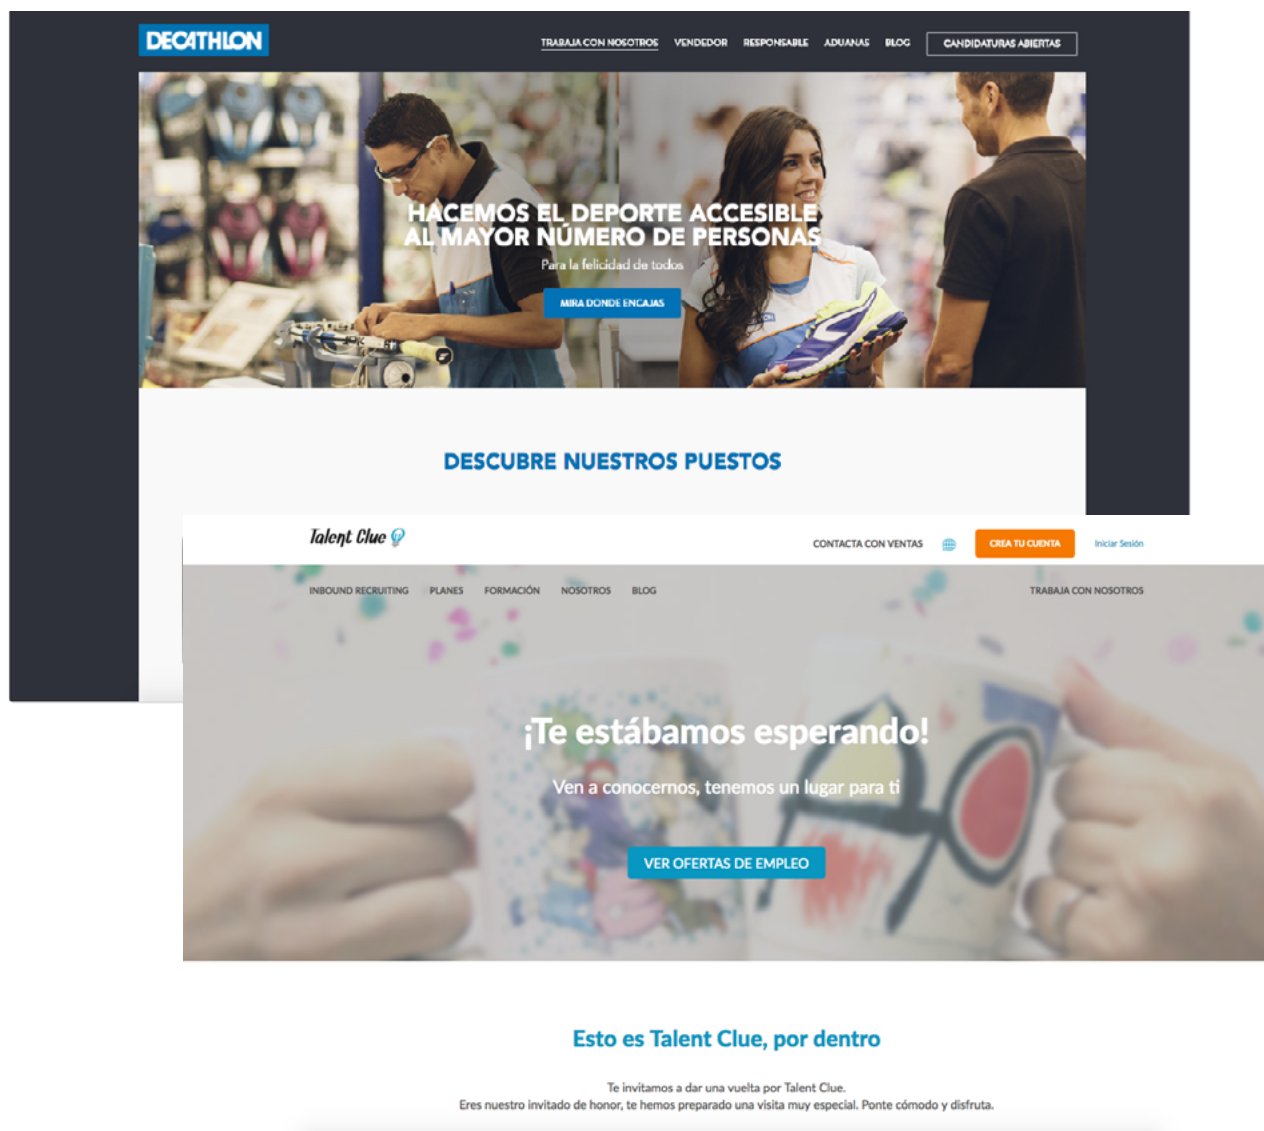 DECATHLON
TRABAJA CON NOSOTROS VENDEDOR RESPONSABLE ADUANAS BLOG CANDIDATURAS ABIERTAS
HACEMOS EL DEPORTE ACCESIBLE
AL MAYOR NÚMERO DE PERSONAS
Para la felicidad de todos
MIRA DONDE ENCAJAS
DECATHLON
DESCUBRE NUESTROS PUESTOS
Talent Clue
CONTACTA CON VENTAS CREA TU CUENTA Iniciar Sesión
INBOUND RECRUITING PLANES FORMACIÓN NOSOTROS BLOG TRABAJA CON NOSOTROS
¡Te estábamos esperando!
Ven a conocernos, tenemos un lugar para ti
VER OFERTAS DE EMPLEO
Esto es Talent Clue, por dentro
Te invitamos a dar una vuelta por Talent Clue.
Eres nuestro invitado de honor, te hemos preparado una visita muy especial. Ponte cómodo y disfruta.